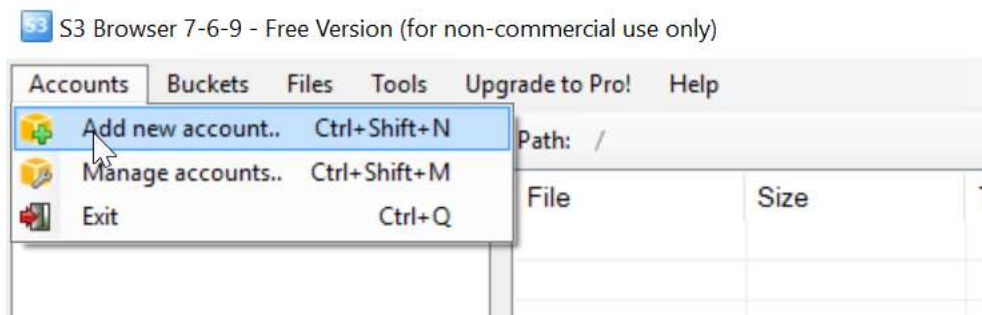 S3 S3 Browser 7-6-9 - Free Version (for non-commercial use only)
Accounts Buckets Files Tools Upgrade to Pro! Help
Add new account.. Ctrl+Shift+N
Path: /
Manage accounts.. Ctrl+Shift+M
File Size
Exit Ctrl+Q